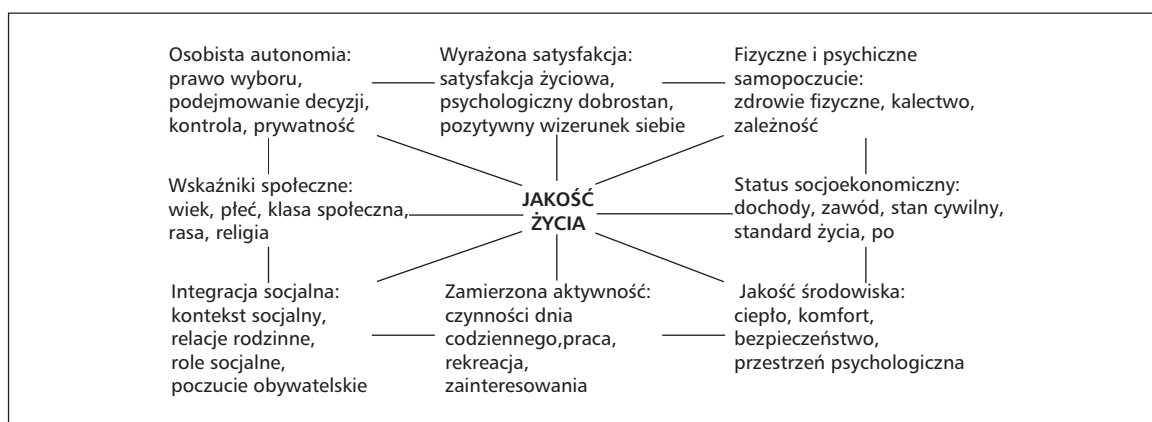 Osobista autonomia:
prawo wyboru,
podejmowanie decyzji,
kontrola, prywatność
Wyrażona satysfakcja:
satysfakcja życiowa,
psychologiczny dobrostan,
pozytywny wizerunek siebie
Fizyczne i psychiczne
samopoczucie:
zdrowie fizyczne, kalectwo,
zależność
Wskaźniki społeczne:
wiek, płeć, klasa społeczna,
rasa, religia
JAKOŚĆ
ŻYCIA
Status socjoekonomiczny:
dochody, zawód, stan cywilny,
standard życia, po
Integracja socjalna:
kontekst socjalny,
relacje rodzinne,
role socjalne,
poczucie obywatelskie
Zamierzona aktywność:
czynności dnia
codziennego,praca,
rekreacja,
zainteresowania
Jakość środowiska:
ciepło, komfort,
bezpieczeństwo,
przestrzeń psychologiczna